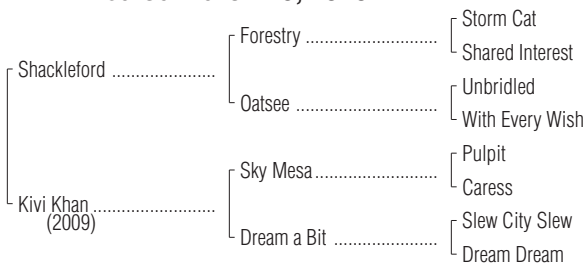 Storm Cat
Forestry
Shared Interest
Shackleford
Unbridled
Oatsee
With Every Wish
Pulpit
Sky Mesa
Caress
Kivi Khan
(2009)
Slew City Slew
Dream a Bit
Dream Dream